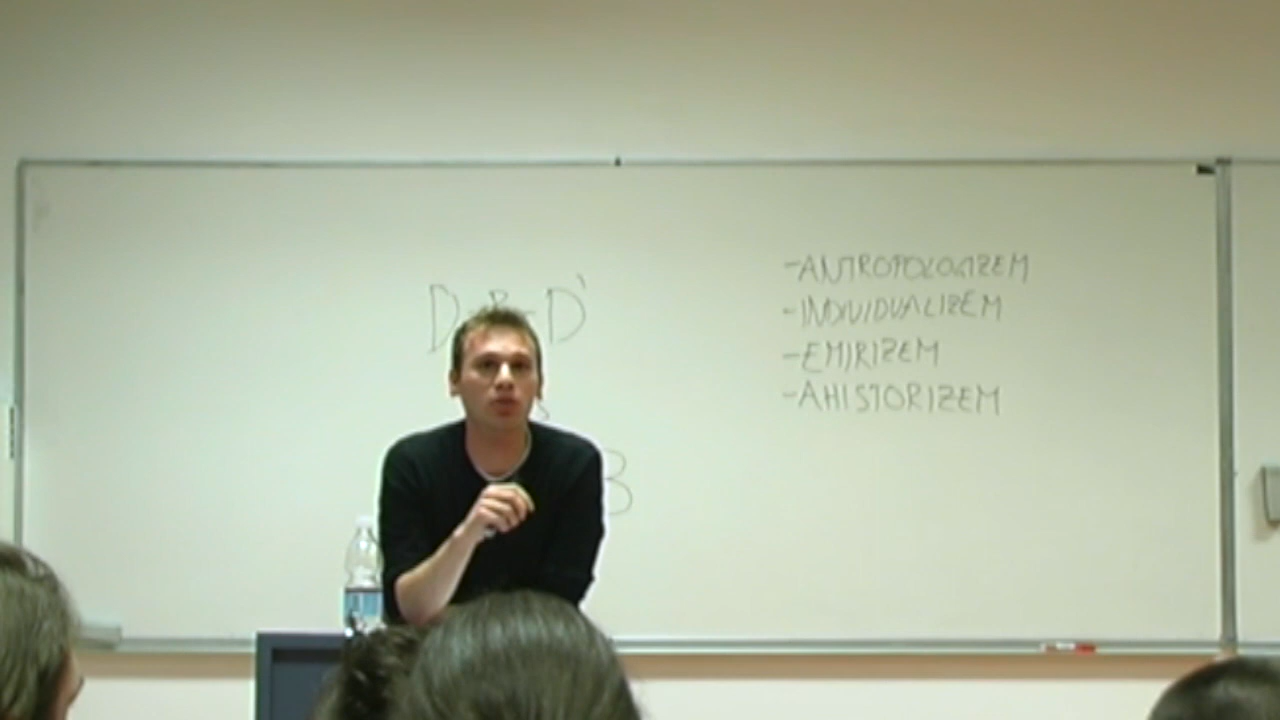 D-B-D'
B
-ANTROPOLOGIZEM
-INDIVIDUALIZEM
-EMPIRIZEM
-AHISTORIZEM